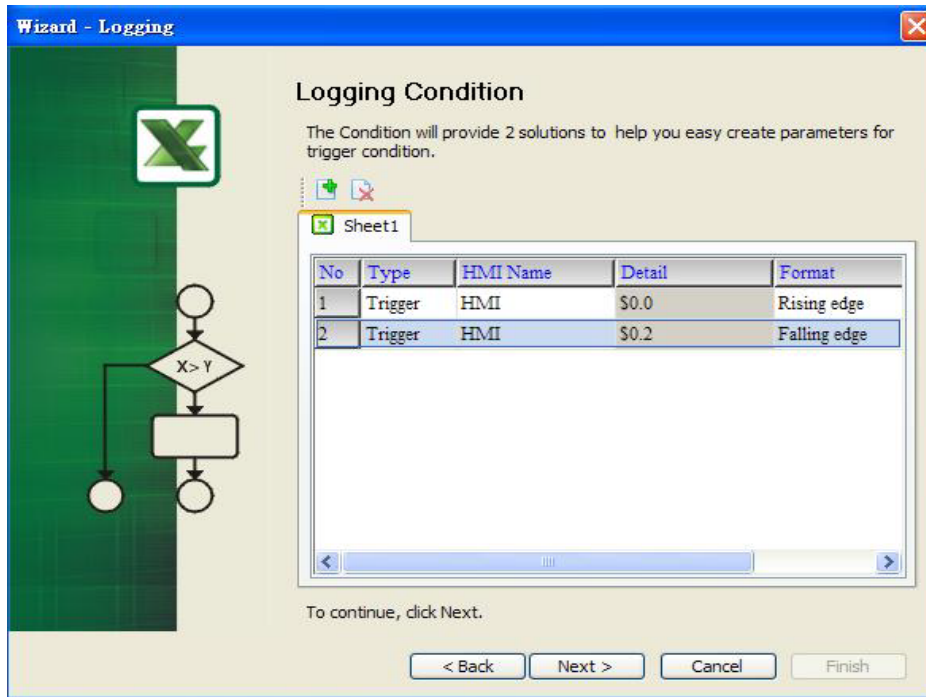 Wizard - Logging
Logging Condition
The Condition will provide 2 solutions to help you easy create parameters for
trigger condition.
Sheet1
No Type HMI Name Detail Format
1 Trigger HMI $0.0 Rising edge
2 Trigger HMI $0.2 Falling edge
X> Y
To continue, click Next.
< Back Next > Cancel Finish